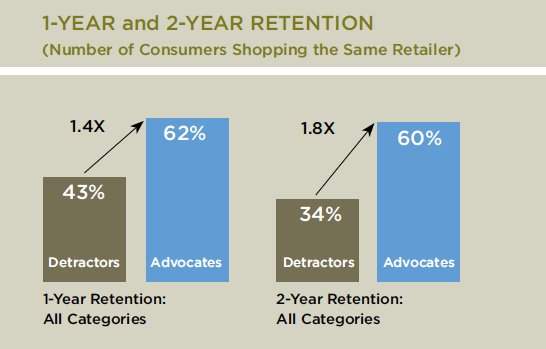 1-YEAR and 2-YEAR RETENTION
(Number of Consumers Shopping the Same Retailer)
1.4X
62%
43%
Detractors
Advocates
1-Year Retention:
All Categories
1.8X
60%
34%
Detractors
Advocates
2-Year Retention:
All Categories